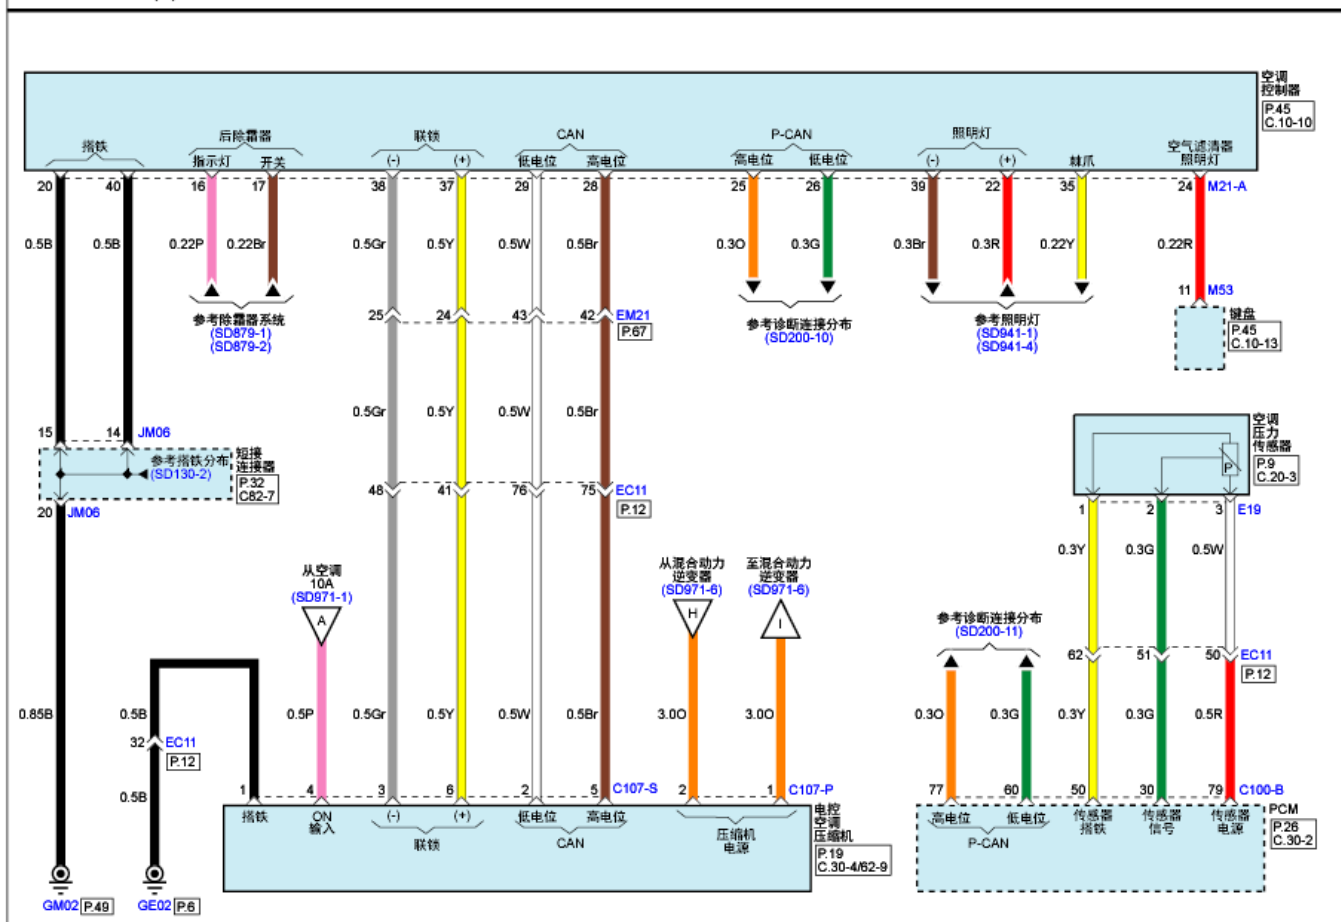 空调
控制器
P.45
C.10-10
搭铁
后除霜器
指示灯 开关
联锁
(-) (+)
CAN
低电位 高电位
P-CAN
高电位 低电位
照明灯
(-) (+)
棘爪
空气滤清器
照明灯
20 40 16 17 38 37 29 28 25 26 39 22 35 24 M21-A
0.5B 0.5B 0.22P 0.22Br 0.5Gr 0.5Y 0.5W 0.5Br 0.3O 0.3G 0.3Br 0.3R 0.22Y 0.22R
参考除霜器系统
(SD879-1)
(SD879-2)
25 24 43 42 EM21
P.67
参考诊断连接分布
(SD200-10)
参考照明灯
(SD941-1)
(SD941-4)
11 M53
键盘
P.45
C.10-13
0.5Gr 0.5Y 0.5W 0.5Br
15 14 JM06
参考搭铁分布
(SD130-2)
短接
连接器
P.32
C82-7
20 JM06
48 41 76 75 EC11
P.12
空调
压力
传感器
P.9
C.20-3
P
1 2 3 E19
0.3Y 0.3G 0.5W
从空调
10A
(SD971-1)
A
从混合动力
逆变器
(SD971-6)
H
至混合动力
逆变器
(SD971-6)
I
参考诊断连接分布
(SD200-11)
62 51 50 EC11
P.12
0.85B 0.5B 0.5P 0.5Gr 0.5Y 0.5W 0.5Br 3.0O 3.0O 0.3O 0.3G 0.3Y 0.3G 0.5R
32 EC11
P.12
0.5B
1 4 3 6 2 5 C107-S 2 1 C107-P 77 60 50 30 79 C100-B
搭铁
ON
输入
(-) (+)
联锁
低电位 高电位
CAN
压缩机
电源
电控
空调
压缩机
P.19
C.30-4/62-9
高电位 低电位
P-CAN
传感器
搭铁
传感器
信号
传感器
电源
PCM
P.26
C.30-2
GM02 P.49 GE02 P.6